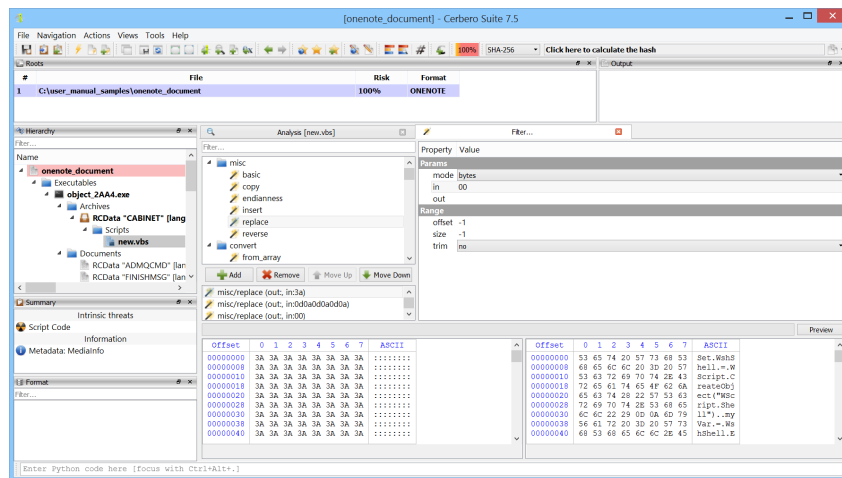 [onenote_document] - Cerbero Suite 7.5
File Navigation Actions Views Tools Help
100% SHA-256 Click here to calculate the hash
Roots
Output
# File Risk Format
1 C:\user_manual_samples\onenote_document 100% ONENOTE
Hierarchy
Filter...
Name
onenote_document
Executables
object_2AA4.exe
Archives
RCData "CABINET" [lang
Scripts
new.vbs
Documents
RCData "ADMQCMD" [lan
RCData "FINISHMSG" [lan
Summary
Intrinsic threats
Script Code
Information
Metadata: MediaInfo
Format
Filter...
Analysis [new.vbs]
Filter...
misc
basic
copy
endianness
insert
replace
reverse
convert
from_array
Add Remove Move Up Move Down
misc/replace (out:, in:3a)
misc/replace (out:, in:0d0a0d0a0d0a)
misc/replace (out:, in:00)
Filter...
Property Value
Params
mode bytes
in 00
out
Range
offset -1
size -1
trim no
Preview
Offset 0 1 2 3 4 5 6 7 ASCII
00000000 3A 3A 3A 3A 3A 3A 3A 3A ::::::::
00000008 3A 3A 3A 3A 3A 3A 3A 3A ::::::::
00000010 3A 3A 3A 3A 3A 3A 3A 3A ::::::::
00000018 3A 3A 3A 3A 3A 3A 3A 3A ::::::::
00000020 3A 3A 3A 3A 3A 3A 3A 3A ::::::::
00000028 3A 3A 3A 3A 3A 3A 3A 3A ::::::::
00000030 3A 3A 3A 3A 3A 3A 3A 3A ::::::::
00000038 3A 3A 3A 3A 3A 3A 3A 3A ::::::::
00000040 3A 3A 3A 3A 3A 3A 3A 3A ::::::::
Offset 0 1 2 3 4 5 6 7 ASCII
00000000 53 65 74 20 57 73 68 53 Set.WshS
00000008 68 65 6C 6C 20 3D 20 57 hell.=.W
00000010 53 63 72 69 70 74 2E 43 Script.C
00000018 72 65 61 74 65 4F 62 6A reateObj
00000020 65 63 74 28 22 57 53 63 ect("WSc
00000028 72 69 70 74 2E 53 68 65 ript.She
00000030 6C 6C 22 29 0D 0A 6D 79 ll")..my
00000038 56 61 72 20 3D 20 57 73 Var.=.Ws
00000040 68 53 68 65 6C 6C 2E 45 hShell.E
Enter Python code here [focus with Ctrl+Alt+.]